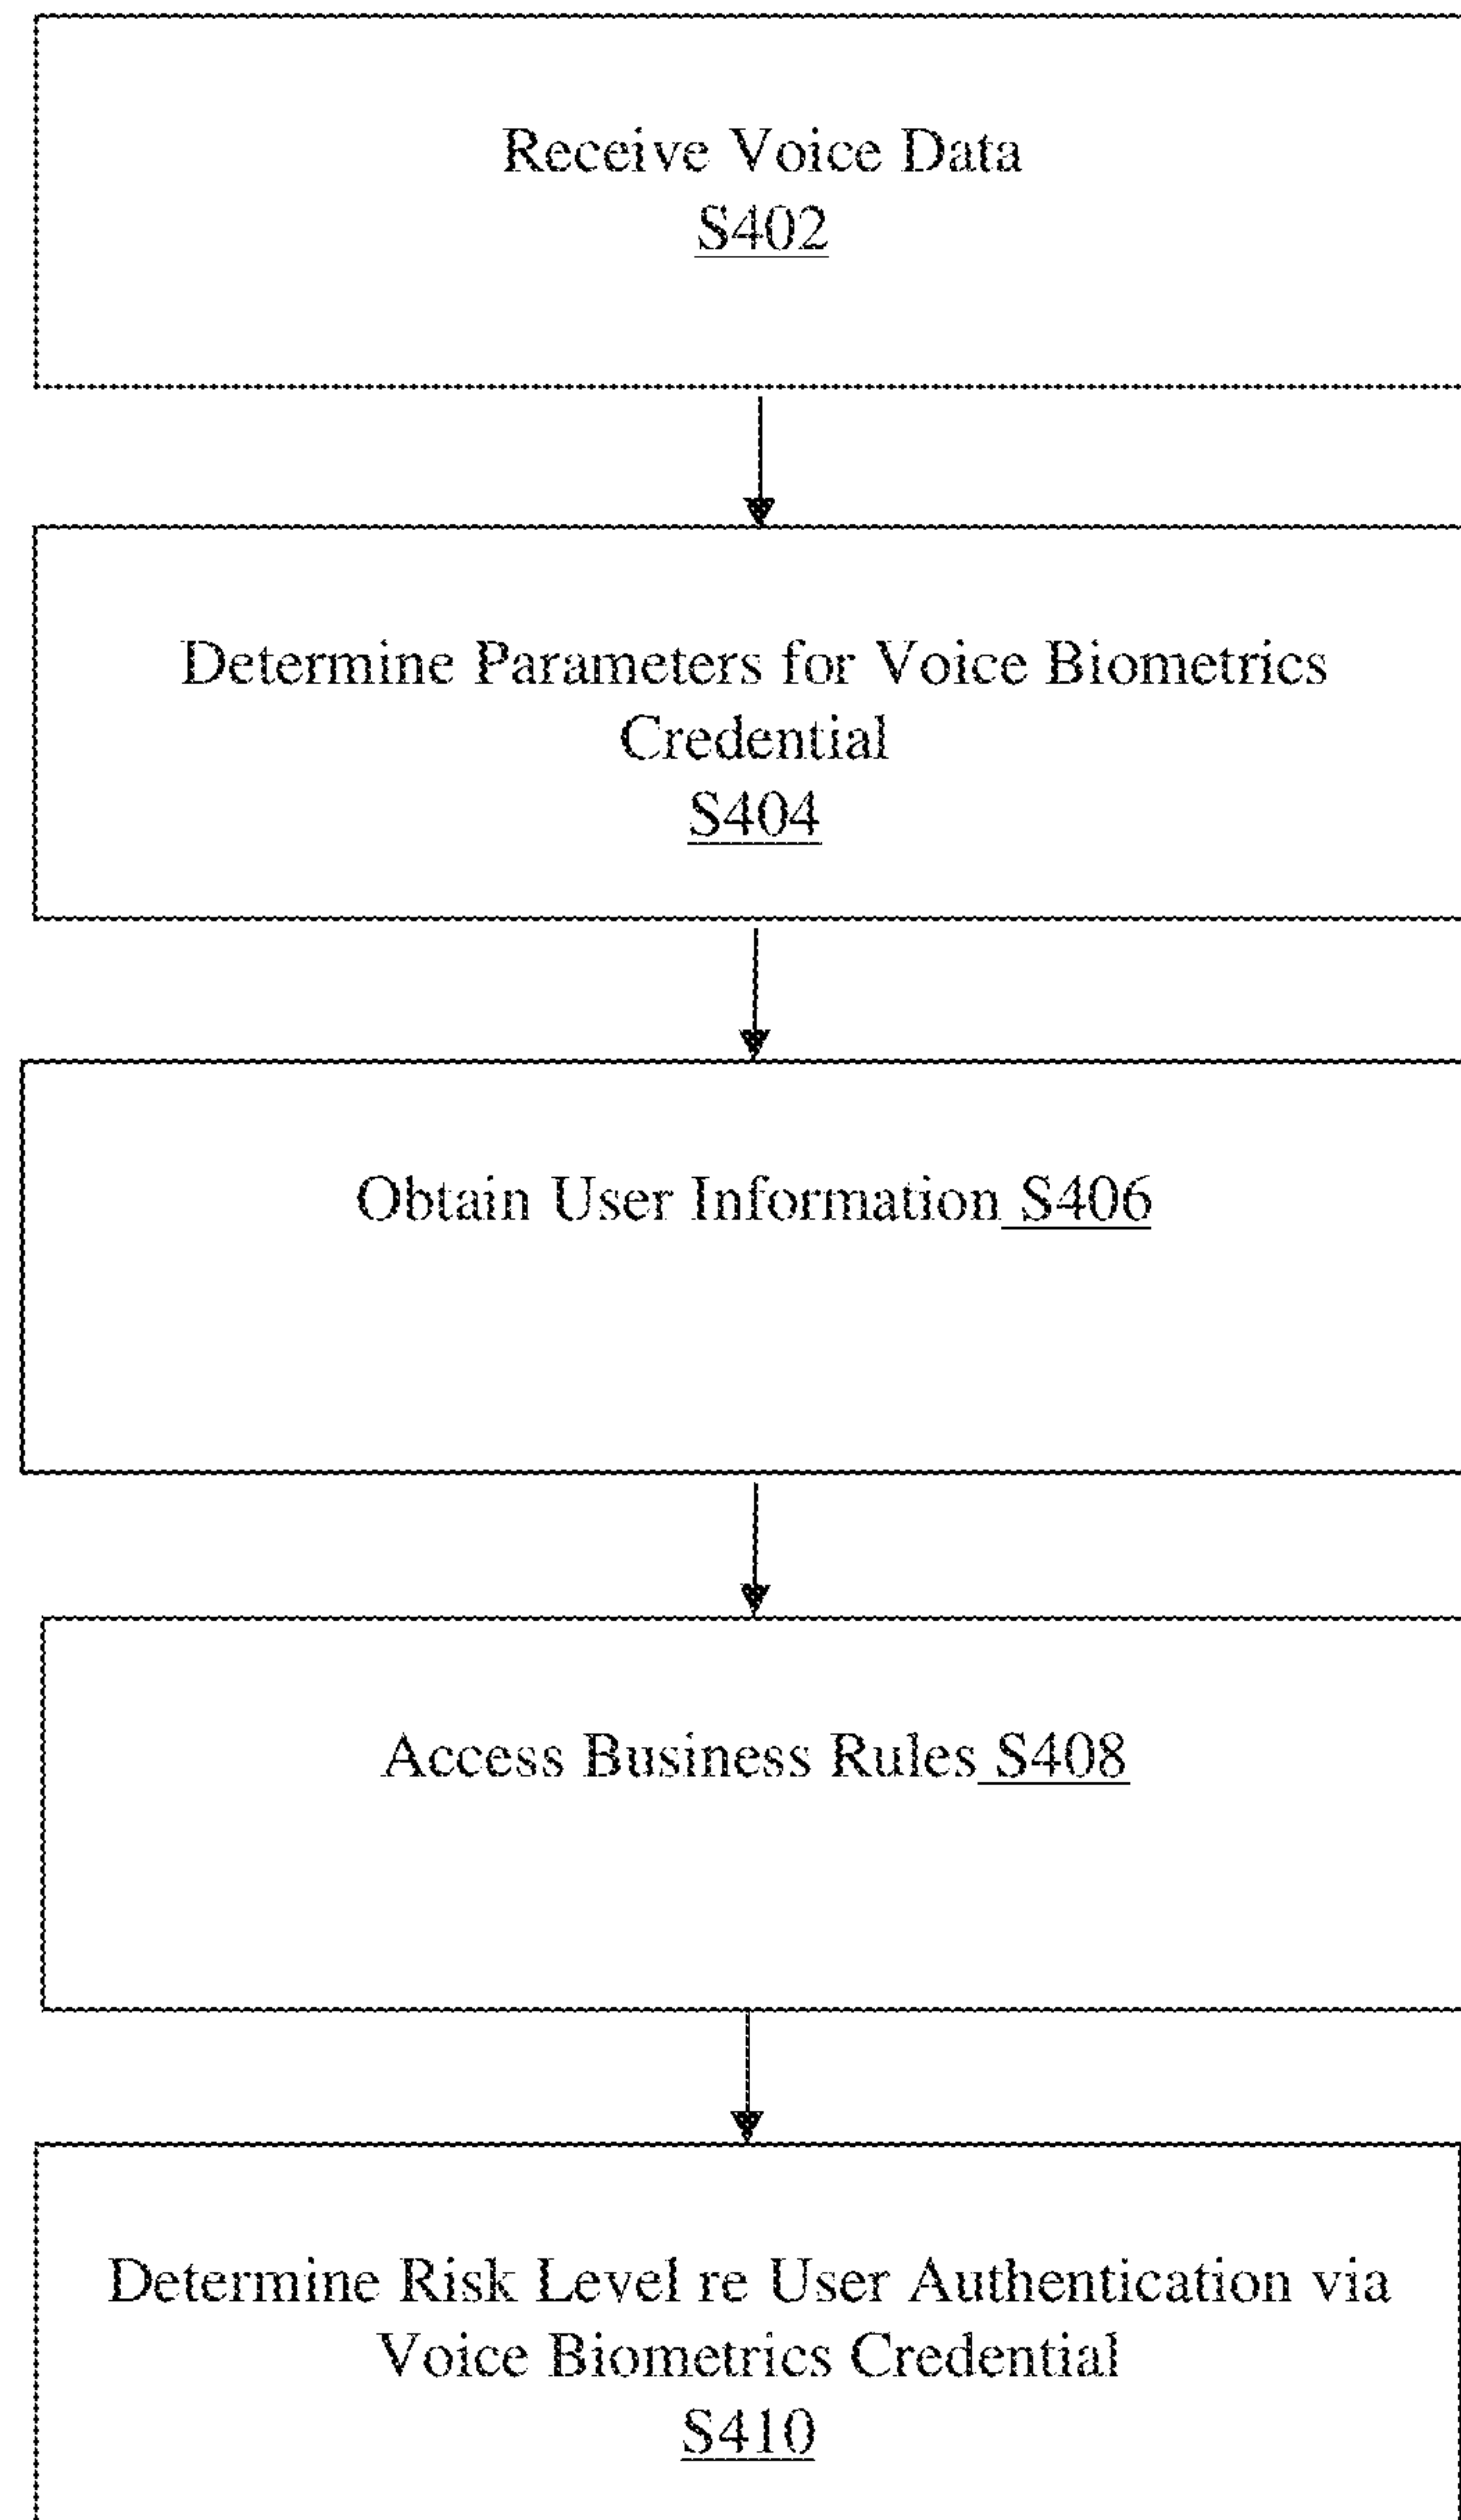 Receive Voice Data
S402
Determine Parameters for Voice Biometrics
Credential
S404
Obtain User Information S406
Access Business Rules S408
Determine Risk Level re User Authentication via
Voice Biometrics Credential
S410